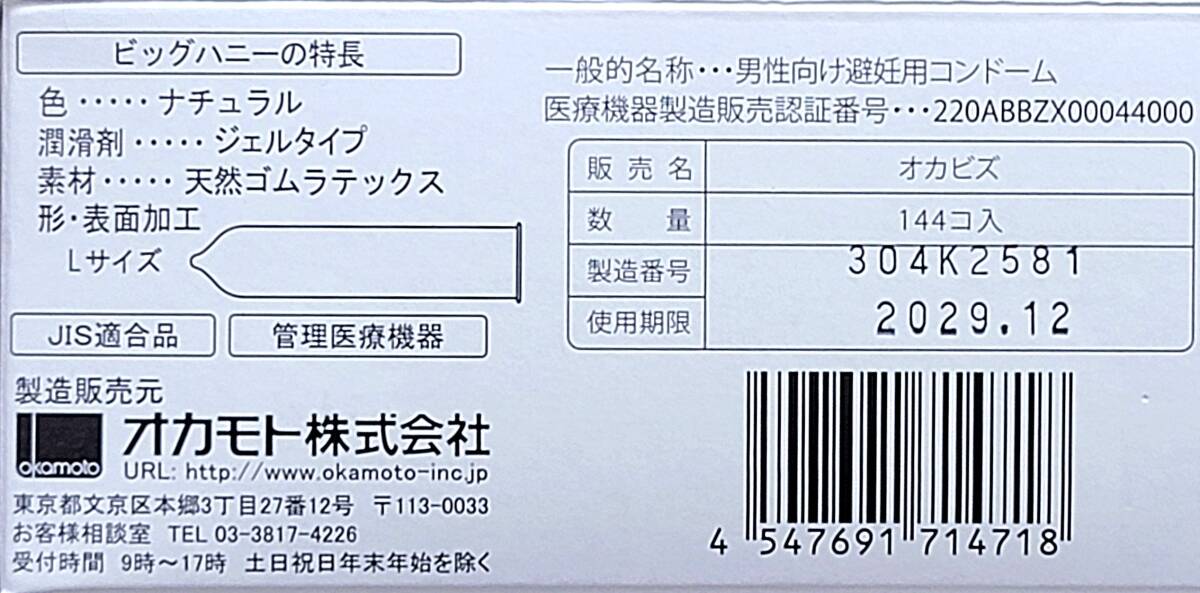 ビッグハニーの特長
色‥‥‥ナチュラル
潤滑剤‥‥‥ジェルタイプ
素材‥‥‥天然ゴムラテックス
形・表面加工
Lサイズ
JIS適合品 管理医療機器
製造販売元
okamoto
オカモト株式会社
URL: http://www.okamoto-inc.jp
東京都文京区本郷3丁目27番12号 〒113-0033
お客様相談室 TEL 03-3817-4226
受付時間 9時～17時 土日祝日年末年始を除く
一般的名称･･･男性向け避妊用コンドーム
医療機器製造販売認証番号･･･220ABBZX00044000
販売名 オカビズ
数量 144コ入
製造番号 304K2581
使用期限 2029.12
4 547691 714718